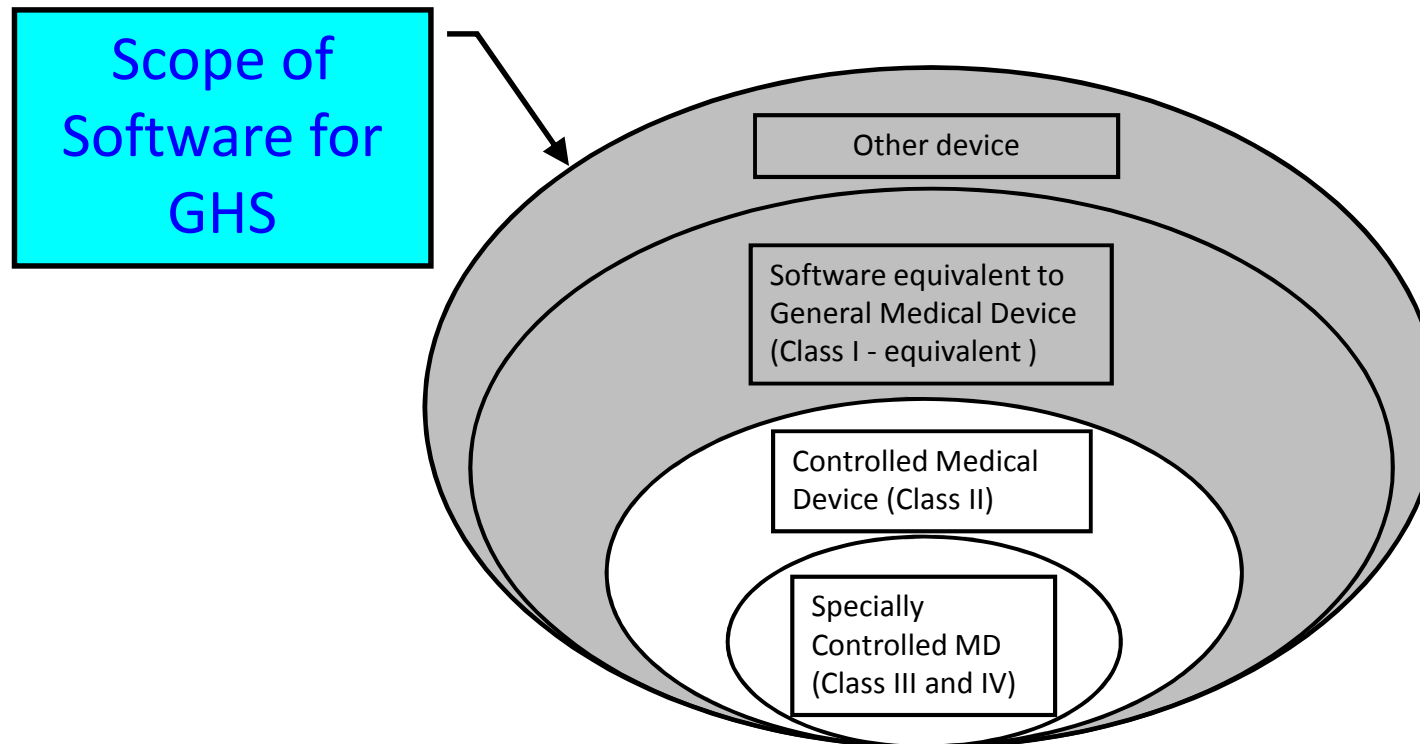 Scope of
Software for
GHS
Other device
Software equivalent to
General Medical Device
(Class I - equivalent )
Controlled Medical
Device (Class II)
Specially
Controlled MD
(Class III and IV)